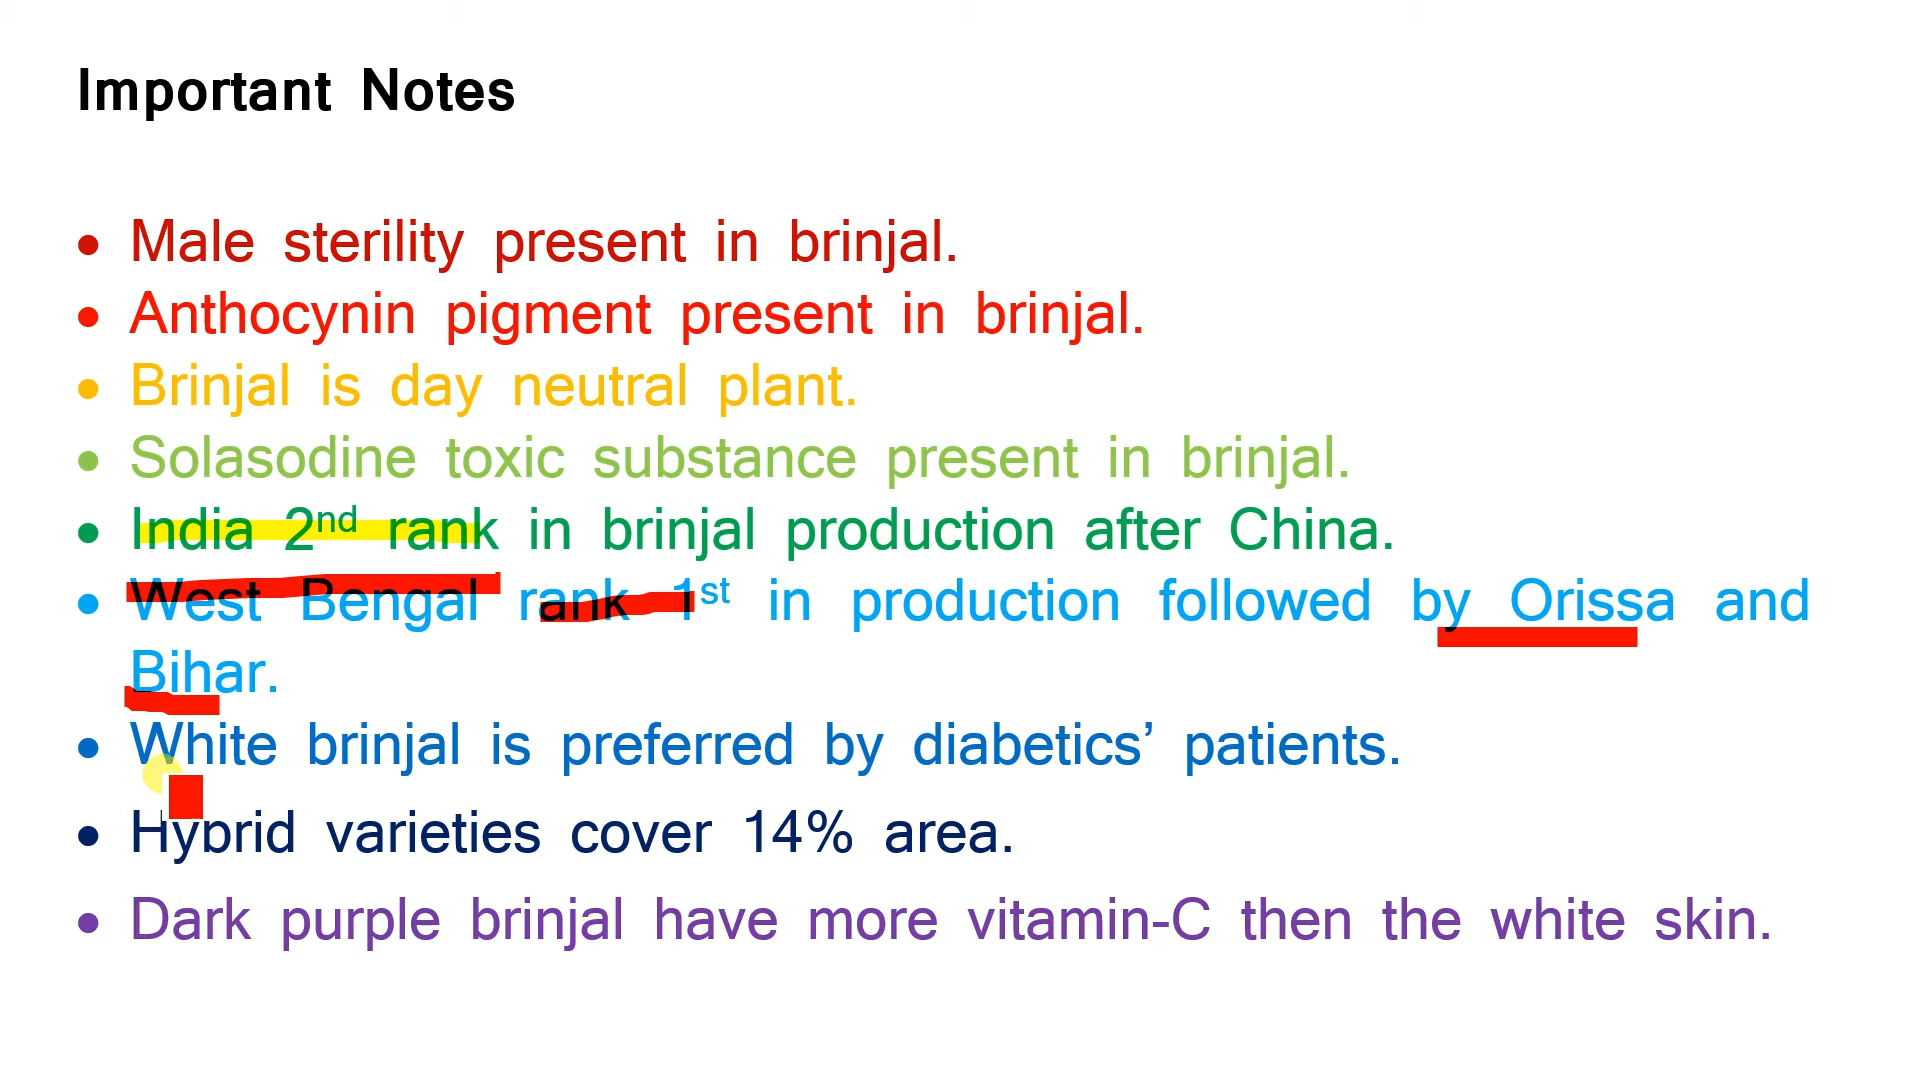 Important Notes
• Male sterility present in brinjal.
• Anthocynin pigment present in brinjal.
• Brinjal is day neutral plant.
• Solasodine toxic substance present in brinjal.
• India 2nd rank in brinjal production after China.
• West Bengal rank 1st in production followed by Orissa and
Bihar.
• White brinjal is preferred by diabetics’ patients.
• Hybrid varieties cover 14% area.
• Dark purple brinjal have more vitamin-C then the white skin.